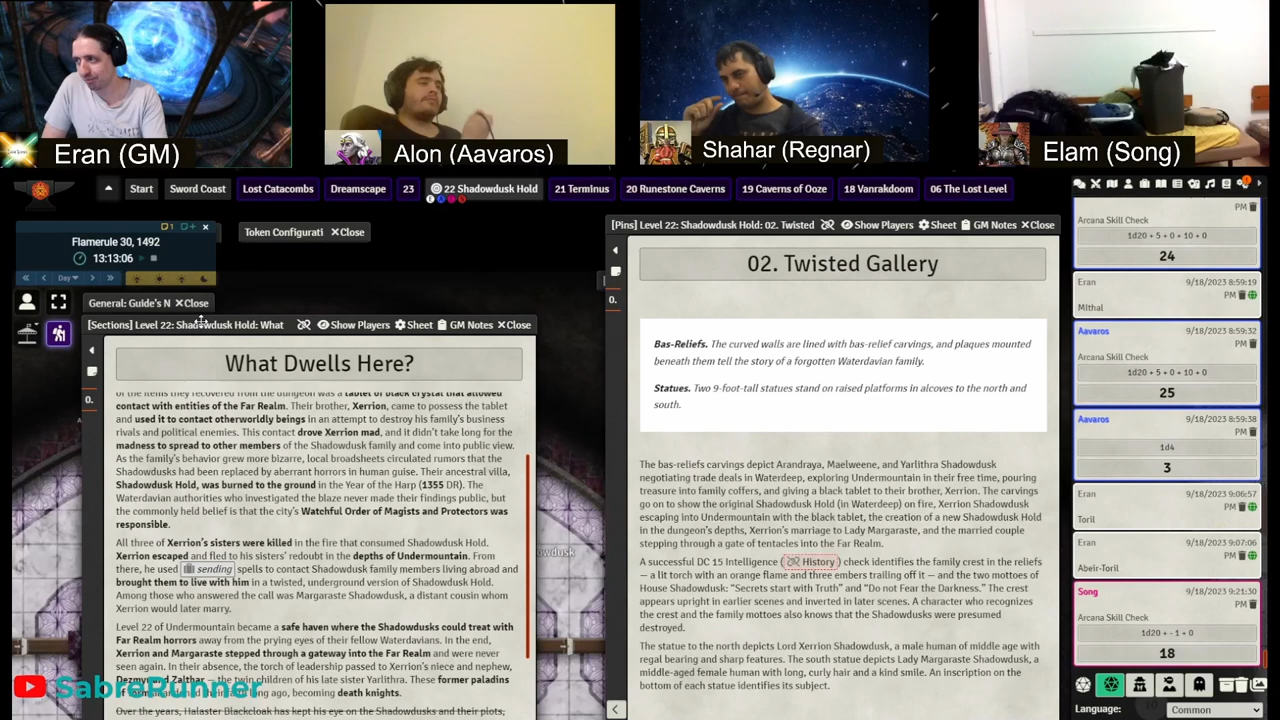 Eran (GM)
Alon (Aavaros)
Shahar (Regnar)
Elam (Song)
Start
Sword Coast
Lost Catacombs
Dreamscape
23
22 Shadowdusk Hold
21 Terminus
20 Runestone Caverns
19 Caverns of Ooze
18 Vanrakdoom
06 The Lost Level
Flamerule 30, 1492
13:13:06
Day
Token Configurati
Close
General: Guide's N
Close
[Sections] Level 22: Shadowdusk Hold: What
Show Players
Sheet
GM Notes
Close
0.
What Dwells Here?
of the items they recovered from the dungeon was a tablet of black crystal that allowed
contact with entities of the Far Realm. Their brother, Xerrion, came to possess the tablet
and used it to contact otherworldly beings in an attempt to destroy his family's business
rivals and political enemies. This contact drove Xerrion mad, and it didn't take long for the
madness to spread to other members of the Shadowdusk family and come into public view.
As the family's behavior grew more bizarre, local broadsheets circulated rumors that the
Shadowdusks had been replaced by aberrant horrors in human guise. Their ancestral villa,
Shadowdusk Hold, was burned to the ground in the Year of the Harp (1355 DR). The
Waterdavian authorities who investigated the blaze never made their findings public, but
the commonly held belief is that the city's Watchful Order of Magists and Protectors was
responsible.
All three of Xerrion's sisters were killed in the fire that consumed Shadowdusk Hold.
Xerrion escaped and fled to his sisters' redoubt in the depths of Undermountain. From
there, he used sending spells to contact Shadowdusk family members living abroad and
brought them to live with him in a twisted, underground version of Shadowdusk Hold.
Among those who answered the call was Margaraste Shadowdusk, a distant cousin whom
Xerrion would later marry.
Level 22 of Undermountain became a safe haven where the Shadowdusks could treat with
Far Realm horrors away from the prying eyes of their fellow Waterdavians. In the end,
Xerrion and Margaraste stepped through a gateway into the Far Realm and were never
seen again. In their absence, the torch of leadership passed to Xerrion's niece and nephew,
and Zalthar — the twin children of his late sister Yarlithra. These former paladins
ago, becoming death knights.
Over the years, Halaster Blackcloak has kept his eye on the Shadowdusks and their plots,
SabreRunner
owdusk
[Pins] Level 22: Shadowdusk Hold: 02. Twisted
Show Players
Sheet
GM Notes
Close
0.
02. Twisted Gallery
Bas-Reliefs. The curved walls are lined with bas-relief carvings, and plaques mounted
beneath them tell the story of a forgotten Waterdavian family.
Statues. Two 9-foot-tall statues stand on raised platforms in alcoves to the north and
south.
The bas-reliefs carvings depict Arandraya, Maelweene, and Yarlithra Shadowdusk
negotiating trade deals in Waterdeep, exploring Undermountain in their free time, pouring
treasure into family coffers, and giving a black tablet to their brother, Xerrion. The carvings
go on to show the original Shadowdusk Hold (in Waterdeep) on fire, Xerrion Shadowdusk
escaping into Undermountain with the black tablet, the creation of a new Shadowdusk Hold
in the dungeon's depths, Xerrion's marriage to Lady Margaraste, and the married couple
stepping through a gate of tentacles into the Far Realm.
A successful DC 15 Intelligence ( History ) check identifies the family crest in the reliefs
— a lit torch with an orange flame and three embers trailing off it — and the two mottoes of
House Shadowdusk: "Secrets start with Truth" and "Do not Fear the Darkness." The crest
appears upright in earlier scenes and inverted in later scenes. A character who recognizes
the crest and the family mottoes also knows that the Shadowdusks were presumed
destroyed.
The statue to the north depicts Lord Xerrion Shadowdusk, a male human of middle age with
regal bearing and sharp features. The south statue depicts Lady Margaraste Shadowdusk, a
middle-aged female human with long, curly hair and a kind smile. An inscription on the
bottom of each statue identifies its subject.
PM
Arcana Skill Check
1d20 + 5 + 0 + 10 + 0
24
Eran 9/18/2023 8:59:19
PM
MIthal
Aavaros 9/18/2023 8:59:32
PM
Arcana Skill Check
1d20 + 5 + 0 + 10 + 0
25
Aavaros 9/18/2023 8:59:38
PM
1d4
3
Eran 9/18/2023 9:06:57
PM
Toril
Eran 9/18/2023 9:07:06
PM
Abeir-Toril
Song 9/18/2023 9:21:30
PM
Arcana Skill Check
1d20 + - 1 + 0
18
Language:
Common